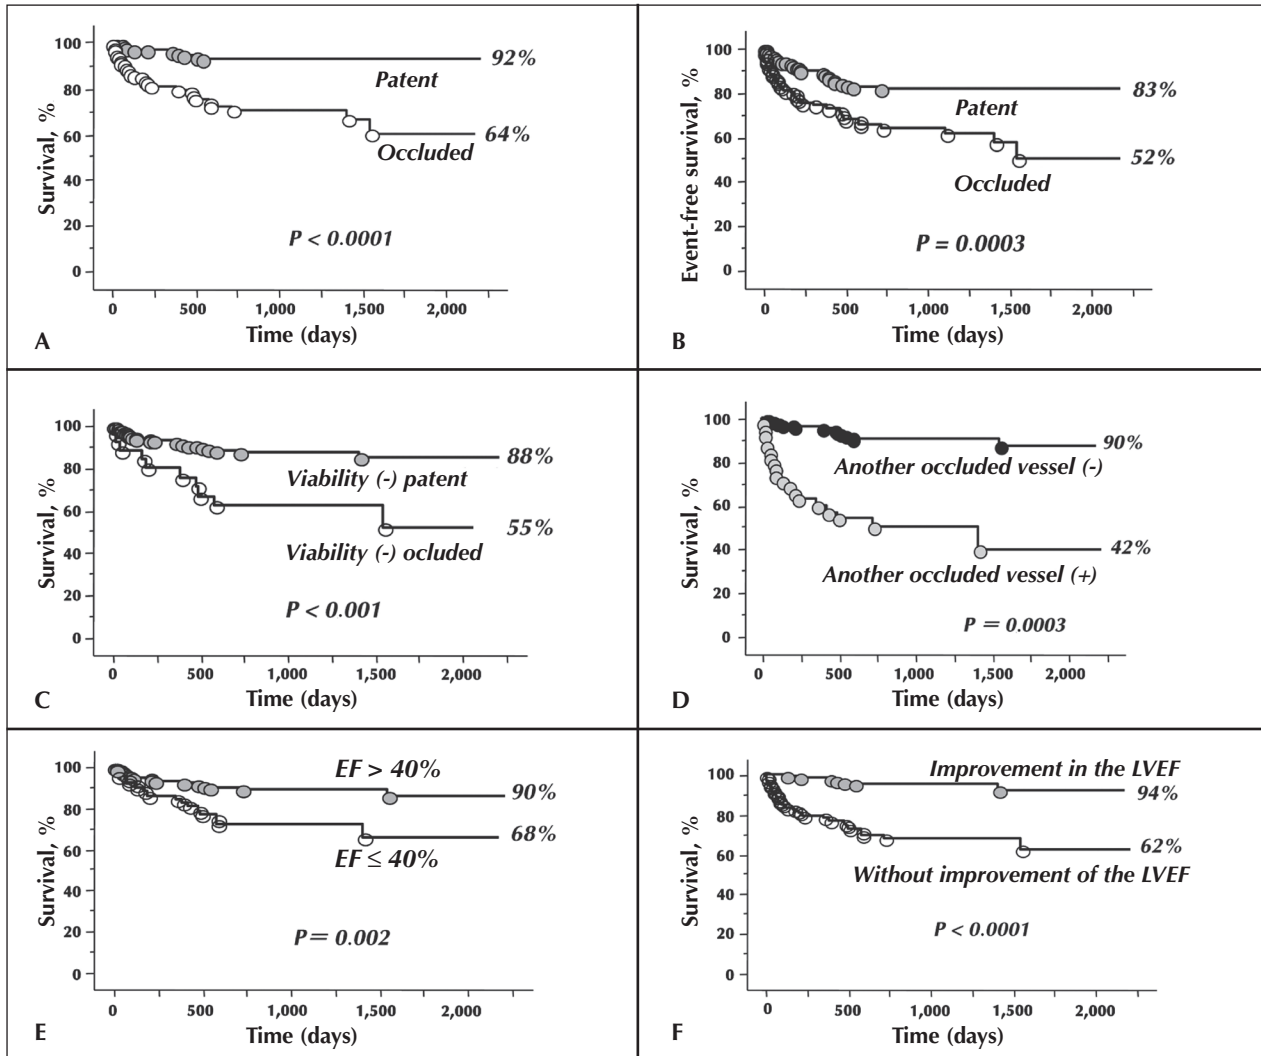 Survival, %
100
80
60
40
20
0
92%
Patent
64%
Occluded
P < 0.0001
0
500
1,000
1,500
2,000
Time (days)
A
Event-free survival, %
100
80
60
40
20
0
83%
Patent
52%
Occluded
P = 0.0003
0
500
1,000
1,500
2,000
Time (days)
B
Survival, %
100
80
60
40
20
0
88%
Viability (-) patent
55%
Viability (-) ocluded
P < 0.001
0
500
1,000
1,500
2,000
Time (days)
C
Survival, %
100
80
60
40
20
0
90%
Another occluded vessel (-)
42%
Another occluded vessel (+)
P = 0.0003
0
500
1,000
1,500
2,000
Time (days)
D
Survival, %
100
80
60
40
20
0
EF > 40%
90%
68%
EF ≤ 40%
P = 0.002
0
500
1,000
1,500
2,000
Time (days)
E
Survival, %
100
80
60
40
20
0
Improvement in the LVEF
94%
62%
Without improvement of the LVEF
P < 0.0001
0
500
1,000
1,500
2,000
Time (days)
F